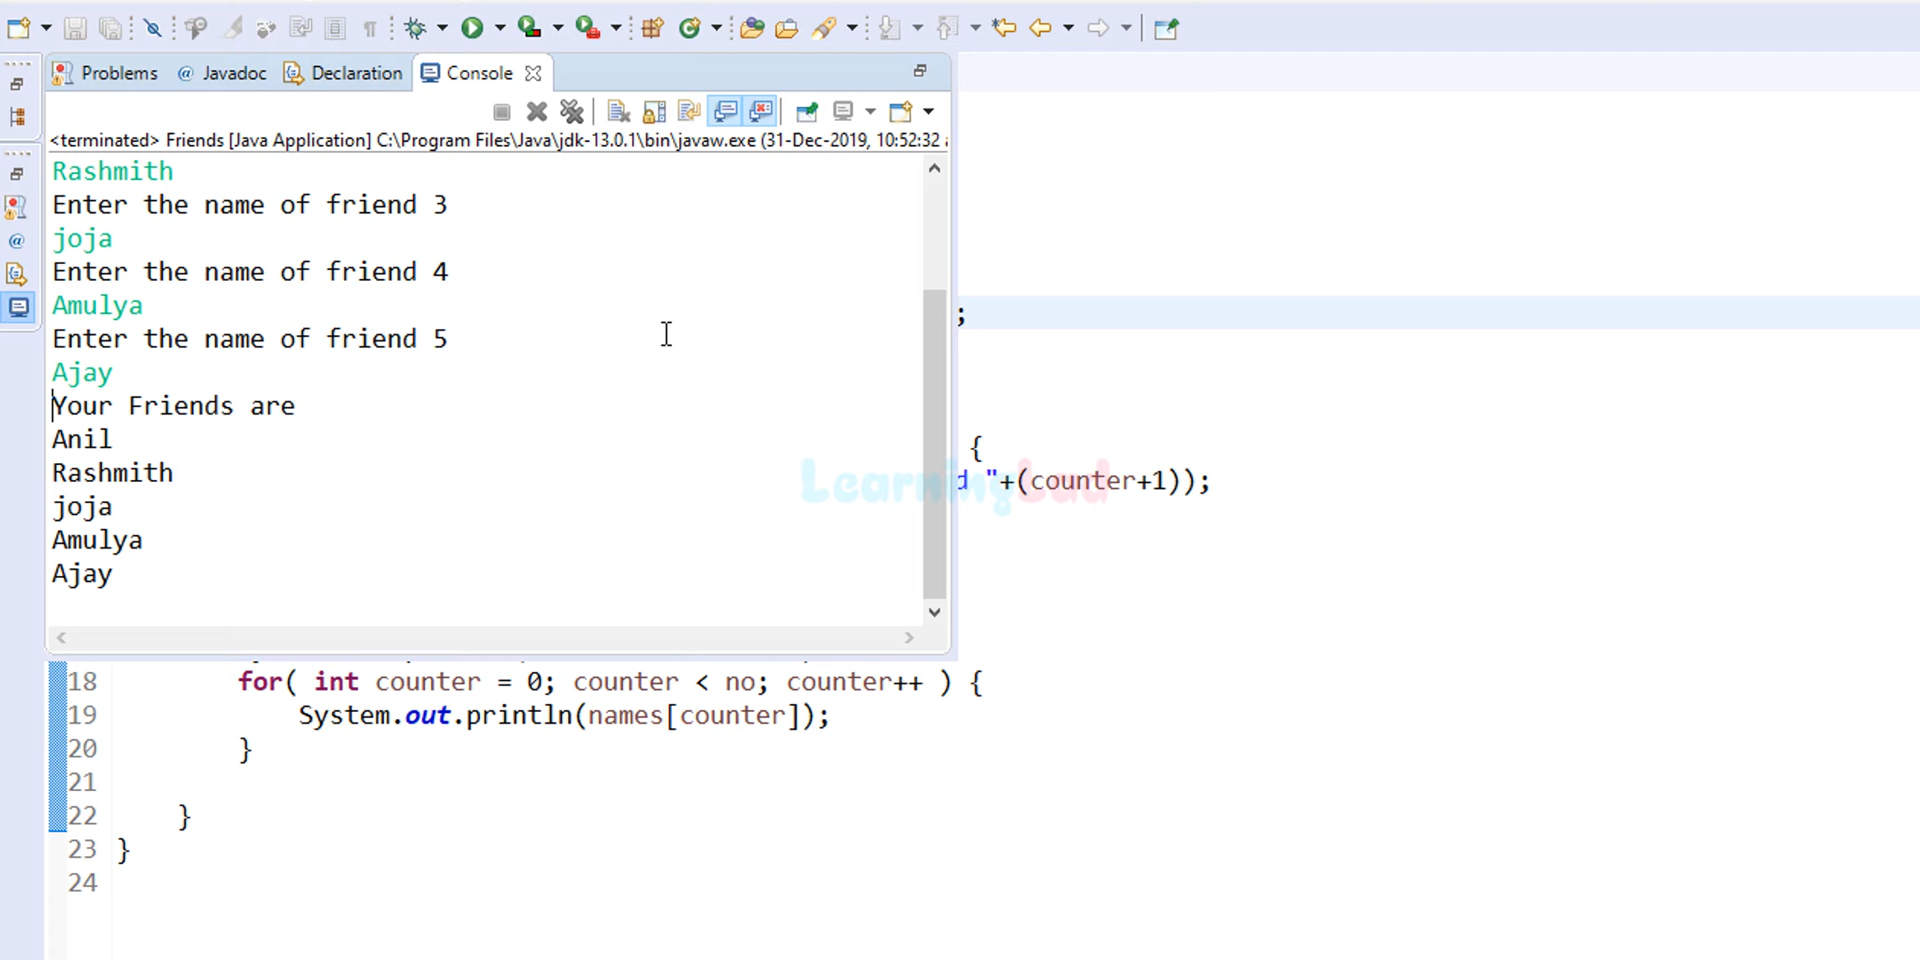 Problems @ Javadoc Declaration Console
<terminated> Friends [Java Application] C:\Program Files\Java\jdk-13.0.1\bin\javaw.exe (31-Dec-2019, 10:52:32
Rashmith
Enter the name of friend 3
joja
Enter the name of friend 4
Amulya
Enter the name of friend 5
Ajay
;
Your Friends are
Anil
{
Rashmith
LearningLad
d "+(counter+1));
joja
Amulya
Ajay
18 for( int counter = 0; counter < no; counter++ ) {
19 System.out.println(names[counter]);
20 }
21
22 }
23 }
24